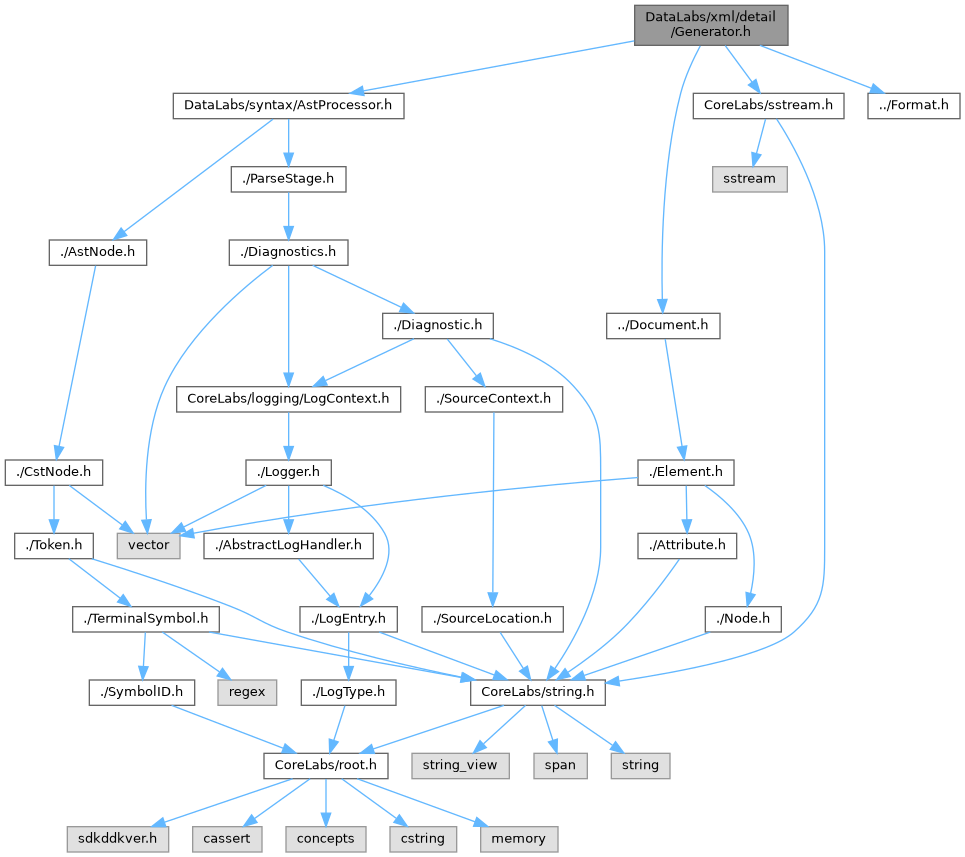 DataLabs/xml/detail
/Generator.h
DataLabs/syntax/AstProcessor.h
CoreLabs/sstream.h
../Format.h
./ParseStage.h
sstream
./AstNode.h
./Diagnostics.h
./Diagnostic.h
../Document.h
CoreLabs/logging/LogContext.h
./SourceContext.h
./CstNode.h
./Logger.h
./Element.h
./Token.h
vector
./AbstractLogHandler.h
./Attribute.h
./TerminalSymbol.h
./LogEntry.h
./SourceLocation.h
./Node.h
./SymbolID.h
regex
./LogType.h
CoreLabs/string.h
CoreLabs/root.h
string_view
span
string
sdkddkver.h
cassert
concepts
cstring
memory